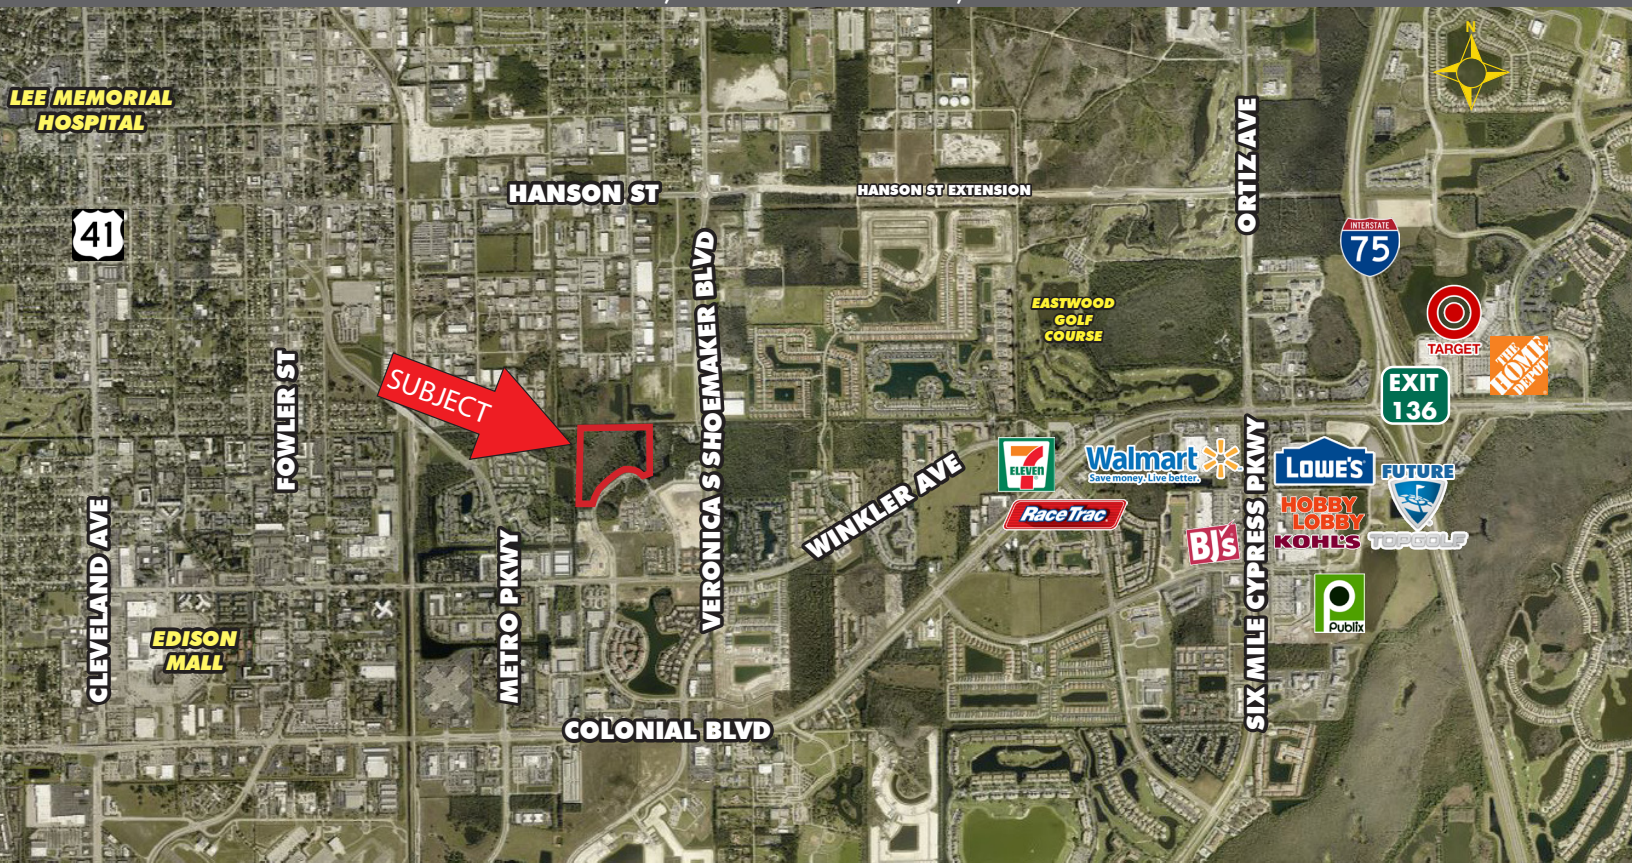 N
LEE MEMORIAL
HOSPITAL
HANSON ST
HANSON ST EXTENSION
ORTIZ AVE
41
INTERSTATE
75
VERONICA S SHOEMAKER BLVD
EASTWOOD
GOLF
COURSE
TARGET
THE
HOME
DEPOT
FOWLER ST
SUBJECT
EXIT
136
7
ELEVEN
Walmart
Save money. Live better.
SIX MILE CYPRESS PKWY
LOWE'S
FUTURE
HOBBY
LOBBY
KOHL'S
TOPGOLF
RaceTrac
WINKLER AVE
BJ's
CLEVELAND AVE
METRO PKWY
EDISON
MALL
P
Publix
COLONIAL BLVD